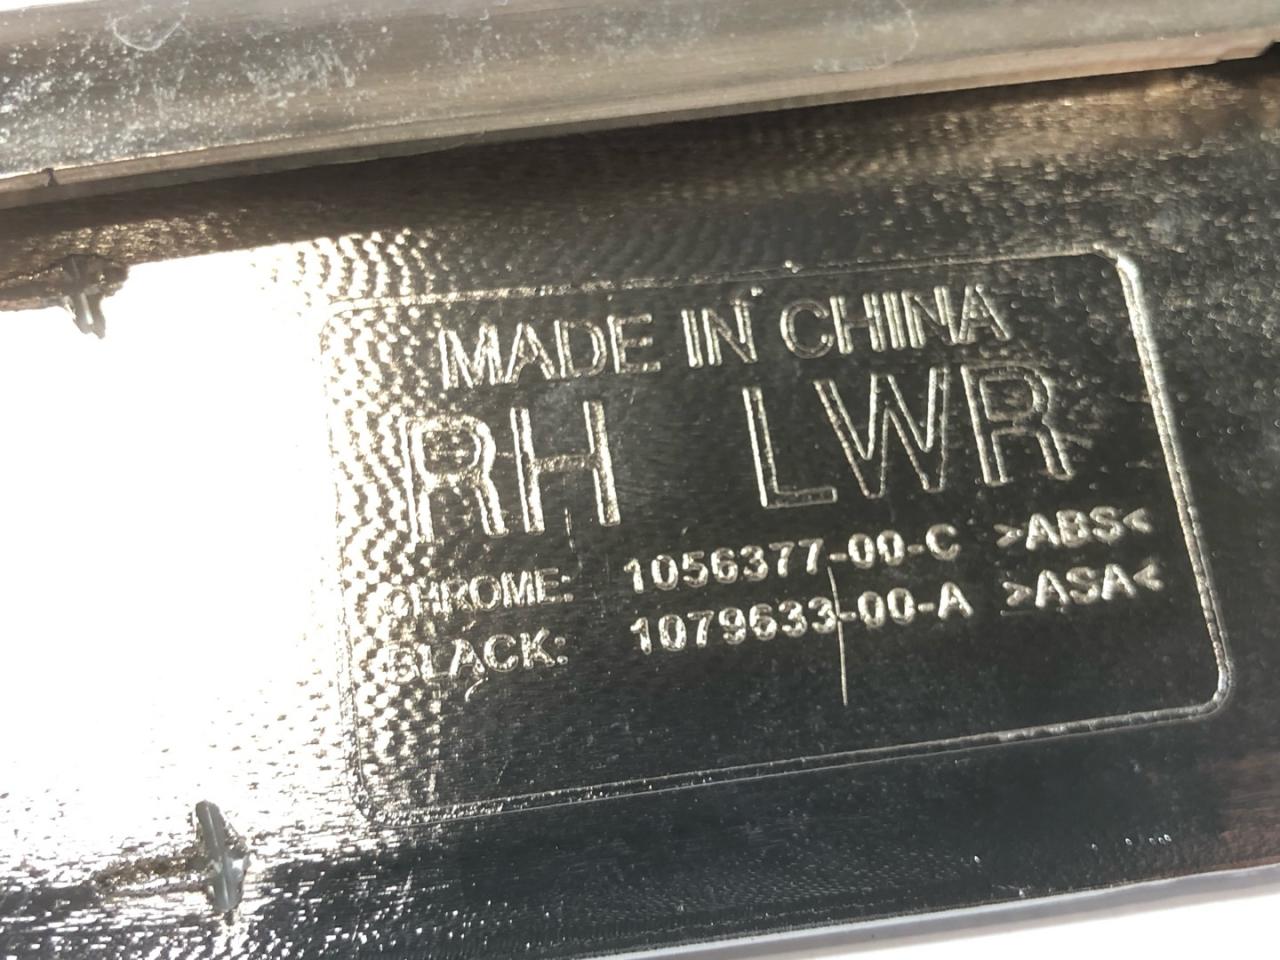 MADE IN CHINA
RH LWR
CHROME: 1056377-00-C >ABS<
BLACK: 1079633-00-A >ASA<